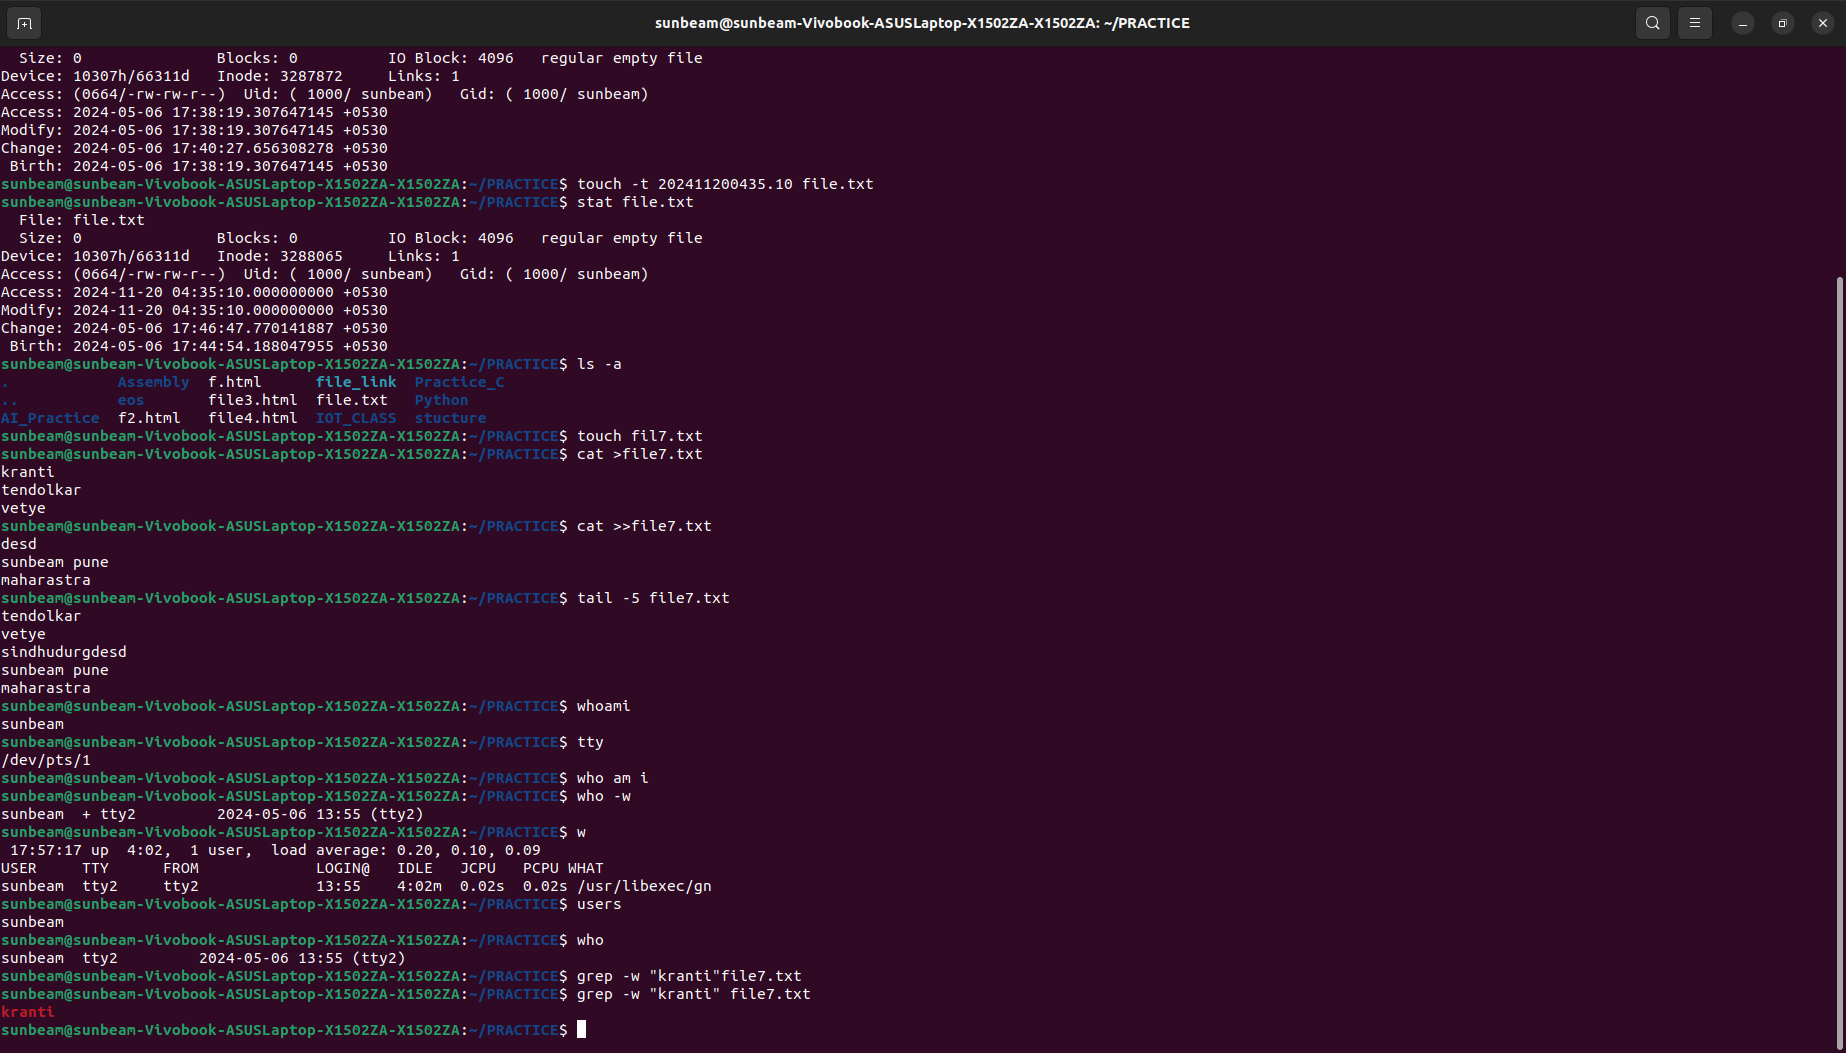 sunbeam@sunbeam-Vivobook-ASUSLaptop-X1502ZA-X1502ZA: ~/PRACTICE
  Size: 0               Blocks: 0          IO Block: 4096   regular empty file
Device: 10307h/66311d   Inode: 3287872     Links: 1
Access: (0664/-rw-rw-r--)  Uid: ( 1000/ sunbeam)   Gid: ( 1000/ sunbeam)
Access: 2024-05-06 17:38:19.307647145 +0530
Modify: 2024-05-06 17:38:19.307647145 +0530
Change: 2024-05-06 17:40:27.656308278 +0530
 Birth: 2024-05-06 17:38:19.307647145 +0530
sunbeam@sunbeam-Vivobook-ASUSLaptop-X1502ZA-X1502ZA:~/PRACTICE$ touch -t 202411200435.10 file.txt
sunbeam@sunbeam-Vivobook-ASUSLaptop-X1502ZA-X1502ZA:~/PRACTICE$ stat file.txt
  File: file.txt
  Size: 0               Blocks: 0          IO Block: 4096   regular empty file
Device: 10307h/66311d   Inode: 3288065     Links: 1
Access: (0664/-rw-rw-r--)  Uid: ( 1000/ sunbeam)   Gid: ( 1000/ sunbeam)
Access: 2024-11-20 04:35:10.000000000 +0530
Modify: 2024-11-20 04:35:10.000000000 +0530
Change: 2024-05-06 17:46:47.770141887 +0530
 Birth: 2024-05-06 17:44:54.188047955 +0530
sunbeam@sunbeam-Vivobook-ASUSLaptop-X1502ZA-X1502ZA:~/PRACTICE$ ls -a
.            Assembly  f.html      file_link  Practice_C
..           eos       file3.html  file.txt   Python
AI_Practice  f2.html   file4.html  IOT_CLASS  stucture
sunbeam@sunbeam-Vivobook-ASUSLaptop-X1502ZA-X1502ZA:~/PRACTICE$ touch fil7.txt
sunbeam@sunbeam-Vivobook-ASUSLaptop-X1502ZA-X1502ZA:~/PRACTICE$ cat >file7.txt
kranti
tendolkar
vetye
sunbeam@sunbeam-Vivobook-ASUSLaptop-X1502ZA-X1502ZA:~/PRACTICE$ cat >>file7.txt
desd
sunbeam pune
maharastra
sunbeam@sunbeam-Vivobook-ASUSLaptop-X1502ZA-X1502ZA:~/PRACTICE$ tail -5 file7.txt
tendolkar
vetye
sindhudurgdesd
sunbeam pune
maharastra
sunbeam@sunbeam-Vivobook-ASUSLaptop-X1502ZA-X1502ZA:~/PRACTICE$ whoami
sunbeam
sunbeam@sunbeam-Vivobook-ASUSLaptop-X1502ZA-X1502ZA:~/PRACTICE$ tty
/dev/pts/1
sunbeam@sunbeam-Vivobook-ASUSLaptop-X1502ZA-X1502ZA:~/PRACTICE$ who am i
sunbeam@sunbeam-Vivobook-ASUSLaptop-X1502ZA-X1502ZA:~/PRACTICE$ who -w
sunbeam  + tty2         2024-05-06 13:55 (tty2)
sunbeam@sunbeam-Vivobook-ASUSLaptop-X1502ZA-X1502ZA:~/PRACTICE$ w
 17:57:17 up  4:02,  1 user,  load average: 0.20, 0.10, 0.09
USER     TTY      FROM             LOGIN@   IDLE   JCPU   PCPU WHAT
sunbeam  tty2     tty2             13:55    4:02m  0.02s  0.02s /usr/libexec/gn
sunbeam@sunbeam-Vivobook-ASUSLaptop-X1502ZA-X1502ZA:~/PRACTICE$ users
sunbeam
sunbeam@sunbeam-Vivobook-ASUSLaptop-X1502ZA-X1502ZA:~/PRACTICE$ who
sunbeam  tty2         2024-05-06 13:55 (tty2)
sunbeam@sunbeam-Vivobook-ASUSLaptop-X1502ZA-X1502ZA:~/PRACTICE$ grep -w "kranti"file7.txt
sunbeam@sunbeam-Vivobook-ASUSLaptop-X1502ZA-X1502ZA:~/PRACTICE$ grep -w "kranti" file7.txt
kranti
sunbeam@sunbeam-Vivobook-ASUSLaptop-X1502ZA-X1502ZA:~/PRACTICE$